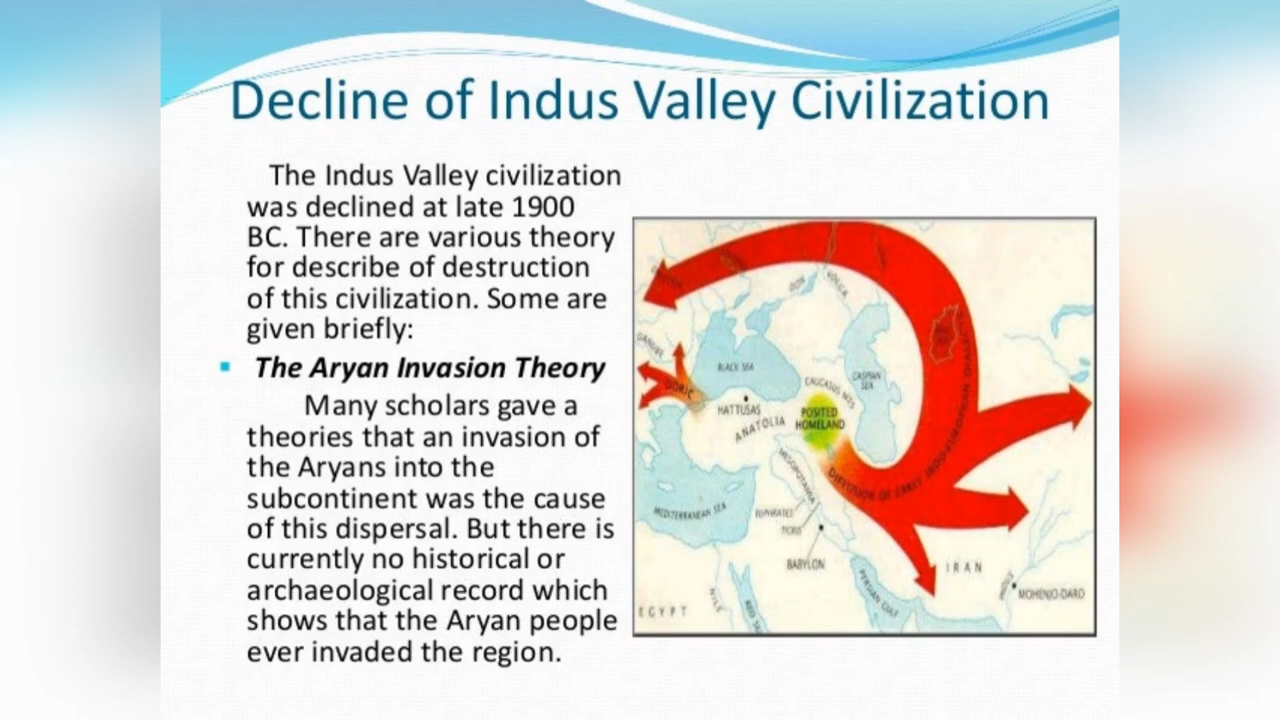 Decline of Indus Valley Civilization
The Indus Valley civilization
was declined at late 1900
BC. There are various theory
for describe of destruction
of this civilization. Some are
given briefly:
The Aryan Invasion Theory
Many scholars gave a
theories that an invasion of
the Aryans into the
subcontinent was the cause
of this dispersal. But there is
currently no historical or
archaeological record which
shows that the Aryan people
ever invaded the region.
DON
VOLGA
DANUBE
BLACK SEA
CAUCASUS MTS
CASPIAN
SEA
DORIC
HATTUSAS
ANATOLIA
POSITED
HOMELAND
DIFFUSION OF EARLY INDO-EUROPEAN
MESOPOTAMIA
MEDITERRANEAN SEA
EUPHRATES
TIGRIS
BABYLON
IRAN
PERSIAN GULF
MOHENJO-DARO
EGYPT
NILE
RED